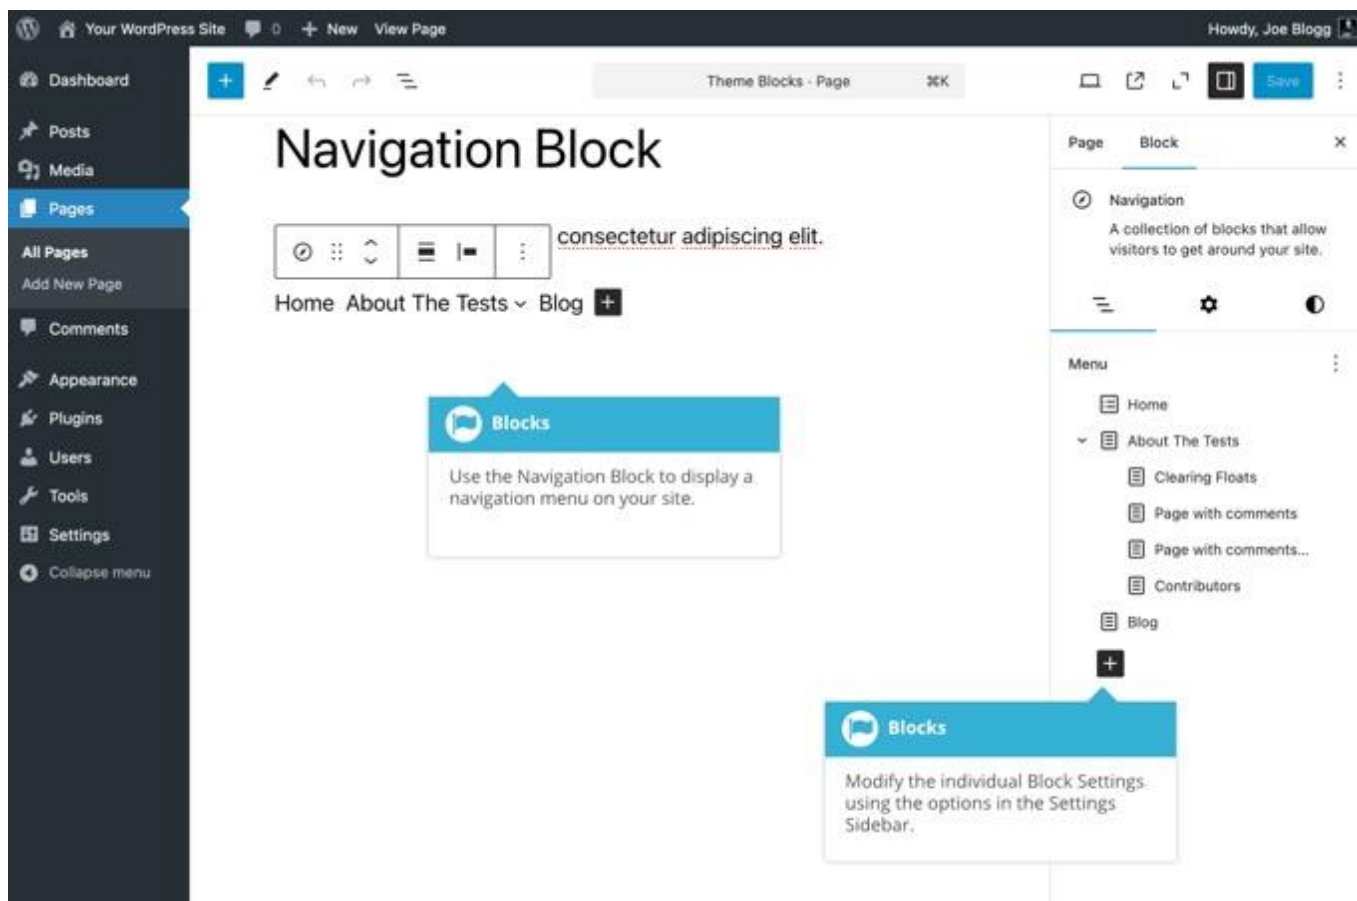 Your WordPress Site 0 New View Page Howdy, Joe Blogg
Dashboard
Posts
Media
Pages
All Pages
Add New Page
Comments
Appearance
Plugins
Users
Tools
Settings
Collapse menu
Theme Blocks - Page ⌘K
Save
Navigation Block
consectetur adipiscing elit.
Home About The Tests Blog
Blocks
Use the Navigation Block to display a
navigation menu on your site.
Page Block
Navigation
A collection of blocks that allow
visitors to get around your site.
Menu
Home
About The Tests
Clearing Floats
Page with comments
Page with comments...
Contributors
Blog
Blocks
Modify the individual Block Settings
using the options in the Settings
Sidebar.